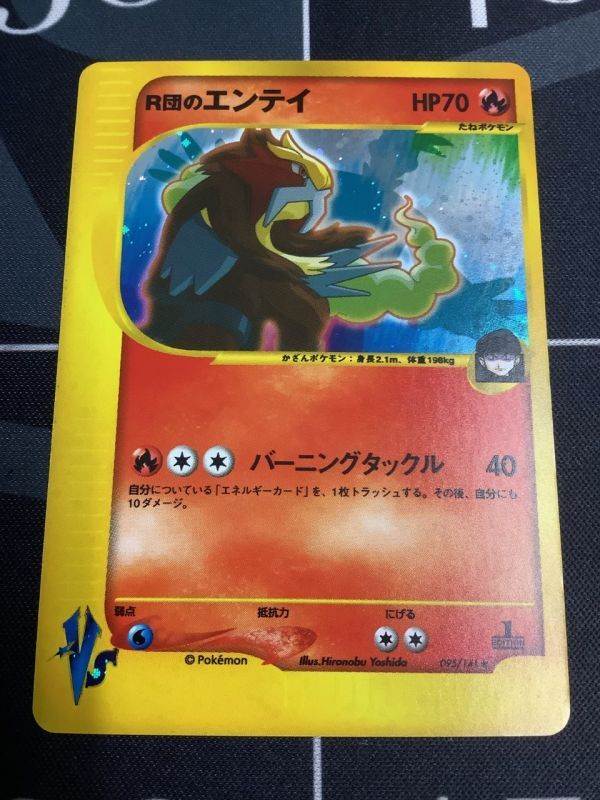 R団のエンテイ HP70
たねポケモン
かざんポケモン：身長2.1m、体重198kg
バーニングタックル 40
自分についている「エネルギーカード」を、1枚トラッシュする。その後、自分にも
10ダメージ。
弱点 抵抗力 にげる
VS
1
EDITION
© Pokémon Illus.Hironobu Yoshida 095/141 ★